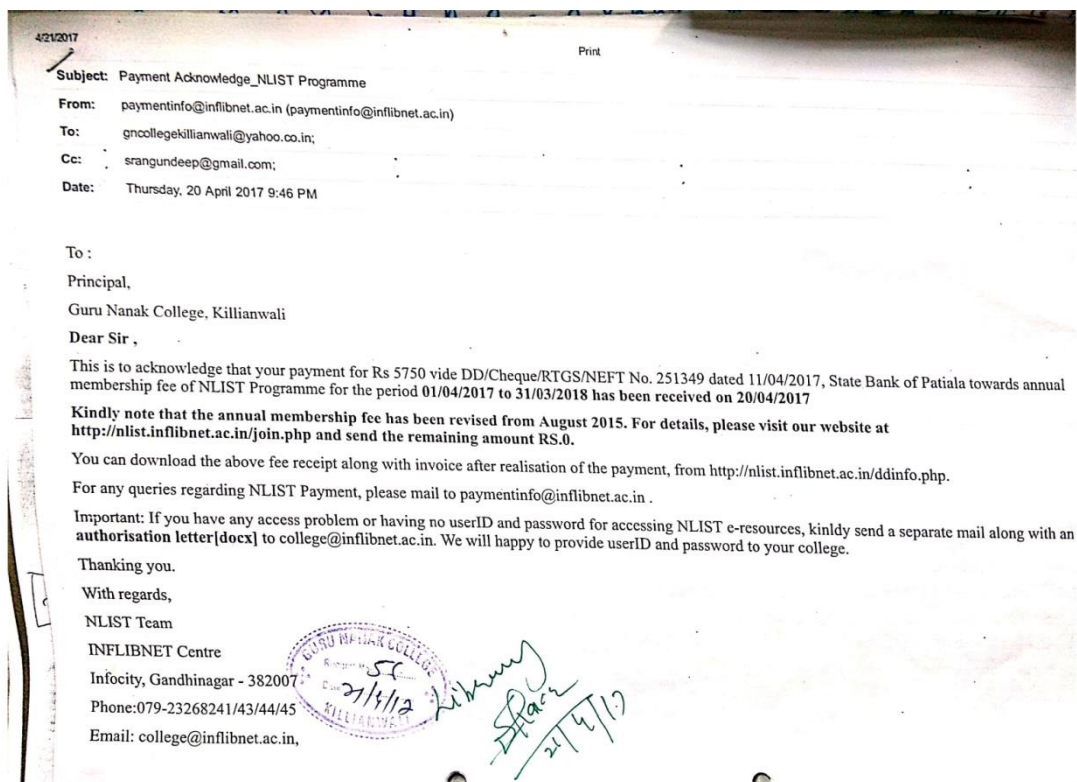 4/21/2017
Print
Subject: Payment Acknowledge_NLIST Programme
From: paymentinfo@inflibnet.ac.in (paymentinfo@inflibnet.ac.in)
To: gncollegekillianwali@yahoo.co.in;
Cc: srangundeep@gmail.com;
Date: Thursday, 20 April 2017 9:46 PM
To :
Principal,
Guru Nanak College, Killianwali
Dear Sir ,
This is to acknowledge that your payment for Rs 5750 vide DD/Cheque/RTGS/NEFT No. 251349 dated 11/04/2017, State Bank of Patiala towards annual
membership fee of NLIST Programme for the period 01/04/2017 to 31/03/2018 has been received on 20/04/2017
Kindly note that the annual membership fee has been revised from August 2015. For details, please visit our website at
http://nlist.inflibnet.ac.in/join.php and send the remaining amount RS.0.
You can download the above fee receipt along with invoice after realisation of the payment, from http://nlist.inflibnet.ac.in/ddinfo.php.
For any queries regarding NLIST Payment, please mail to paymentinfo@inflibnet.ac.in .
Important: If you have any access problem or having no userID and password for accessing NLIST e-resources, kinldy send a separate mail along with an
authorisation letter[docx] to college@inflibnet.ac.in. We will happy to provide userID and password to your college.
Thanking you.
With regards,
NLIST Team
INFLIBNET Centre
Infocity, Gandhinagar - 382007
Phone:079-23268241/43/44/45
Email: college@inflibnet.ac.in,
GURU NANAK COLLEGE
KILLIANWALI
Library
21/4/17